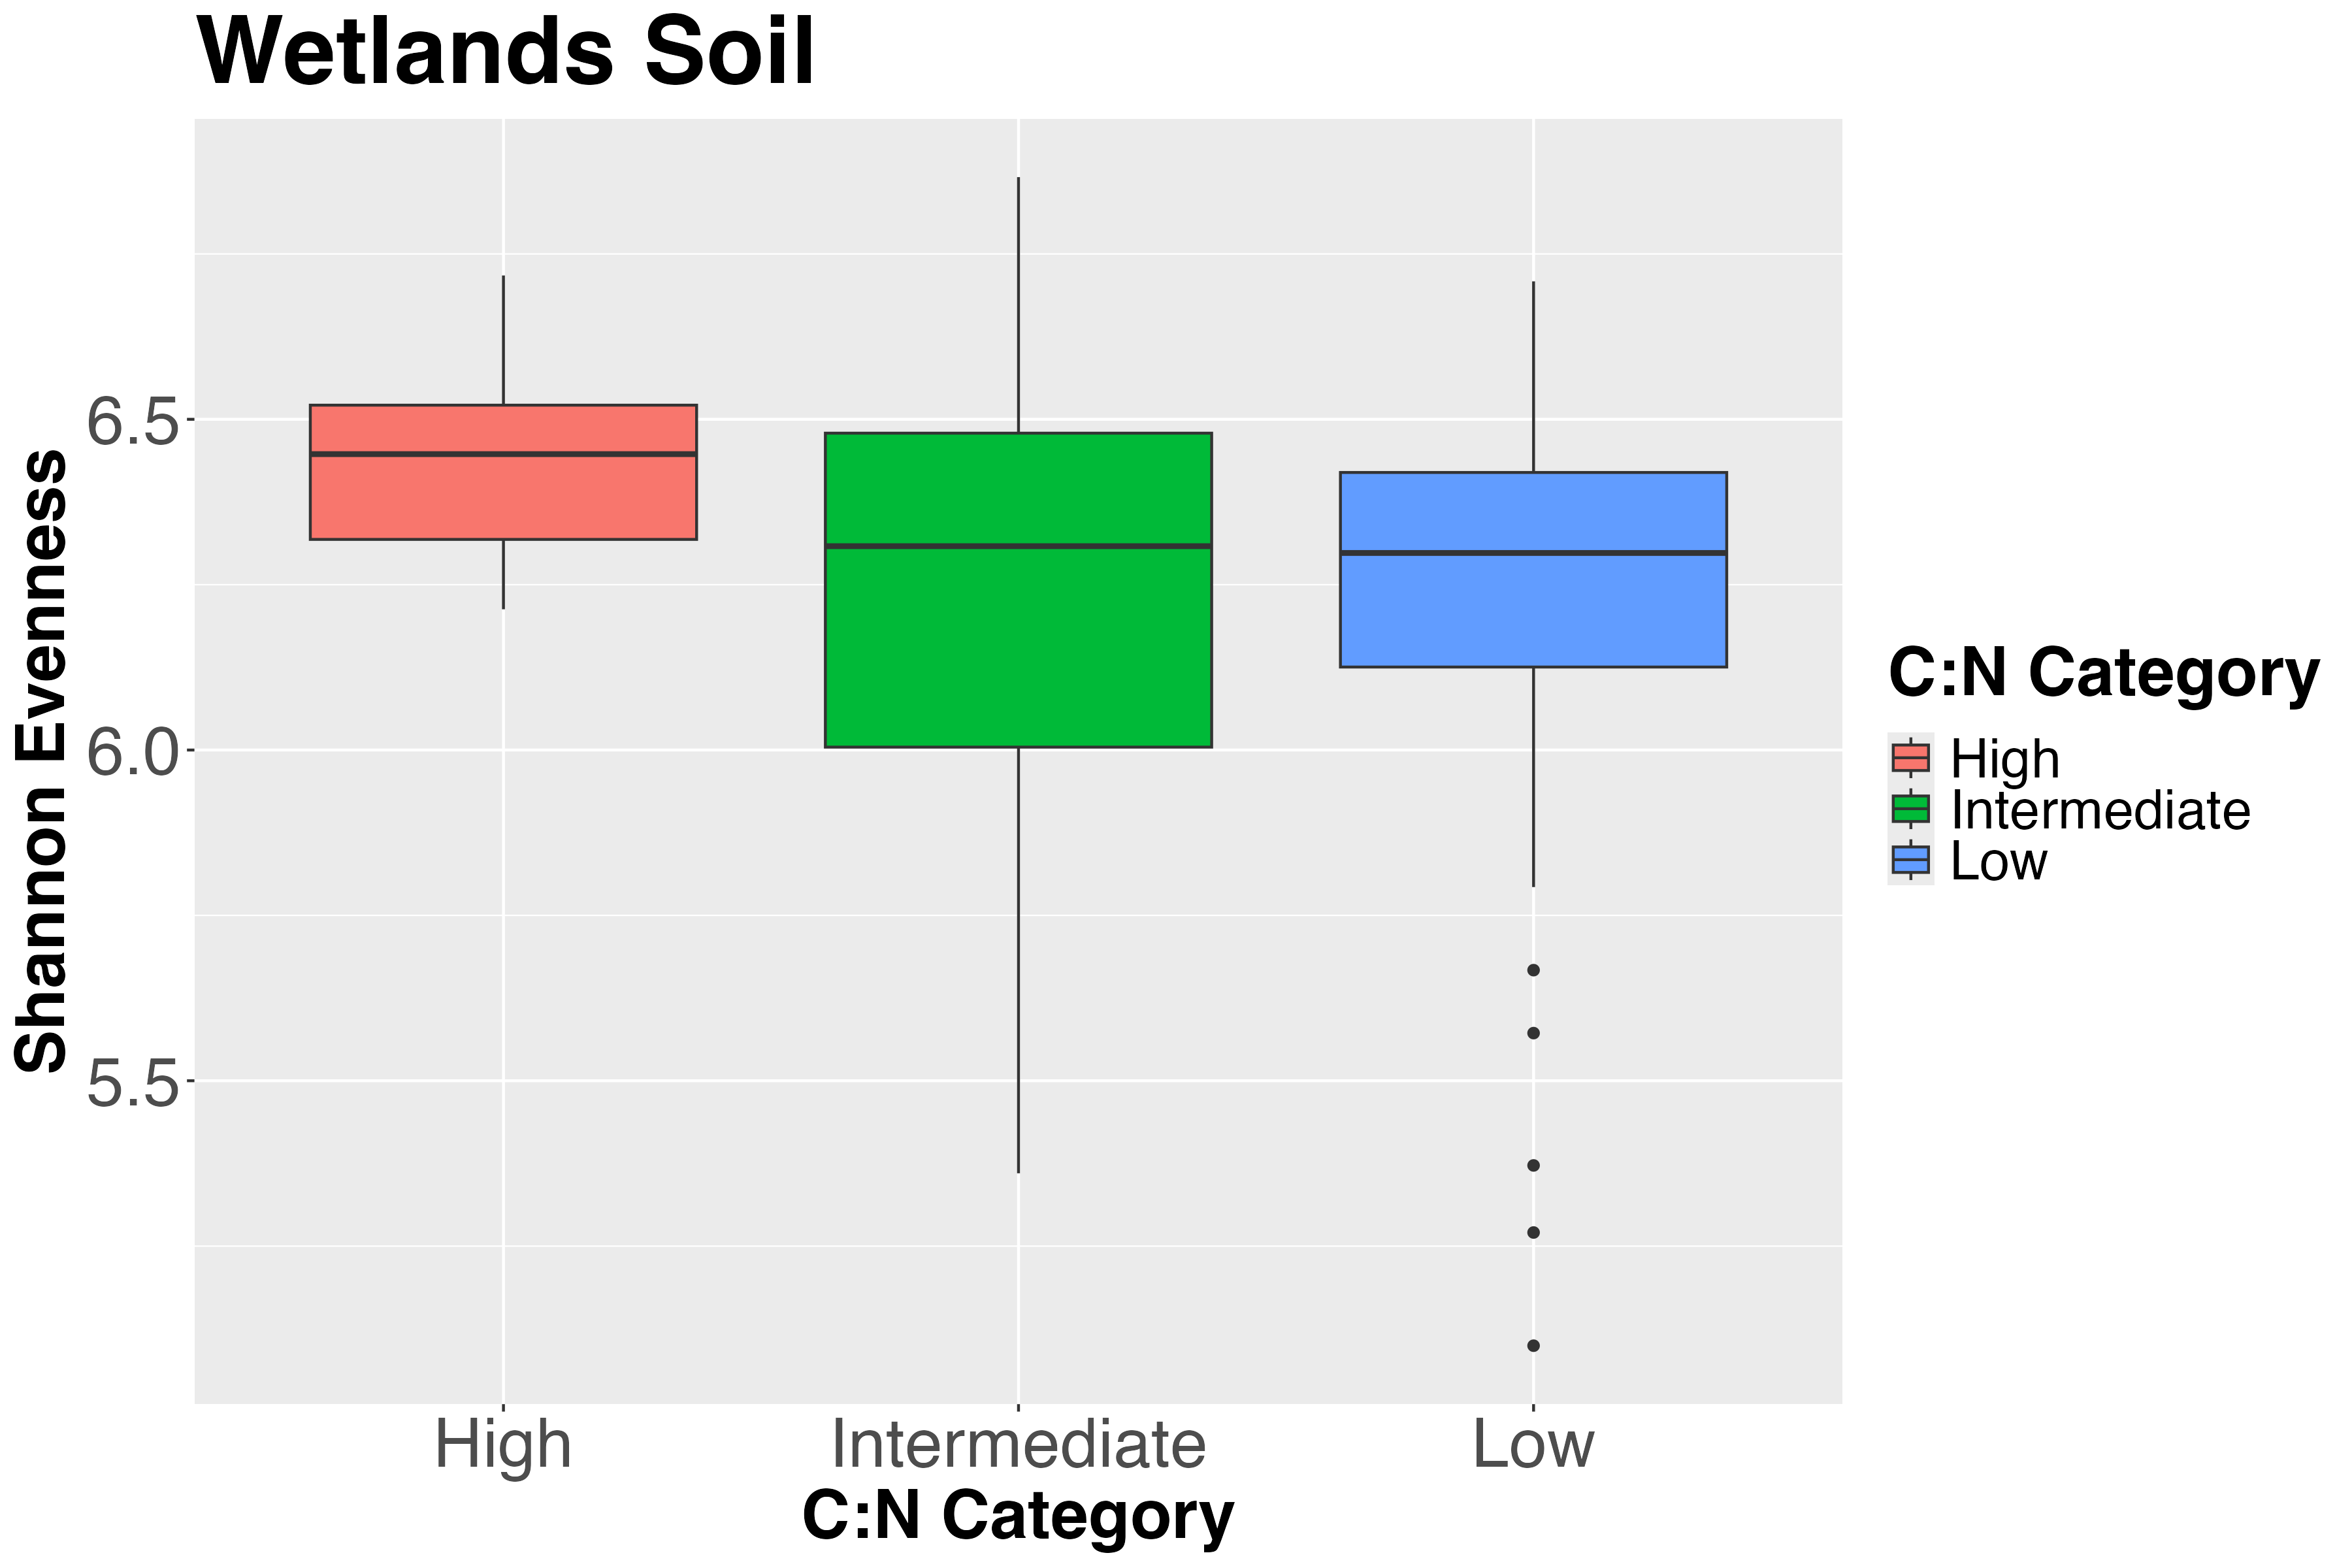 Wetlands Soil
Shannon Evenness
6.5
6.0
5.5
High
Intermediate
Low
C:N Category
C:N Category
High
Intermediate
Low